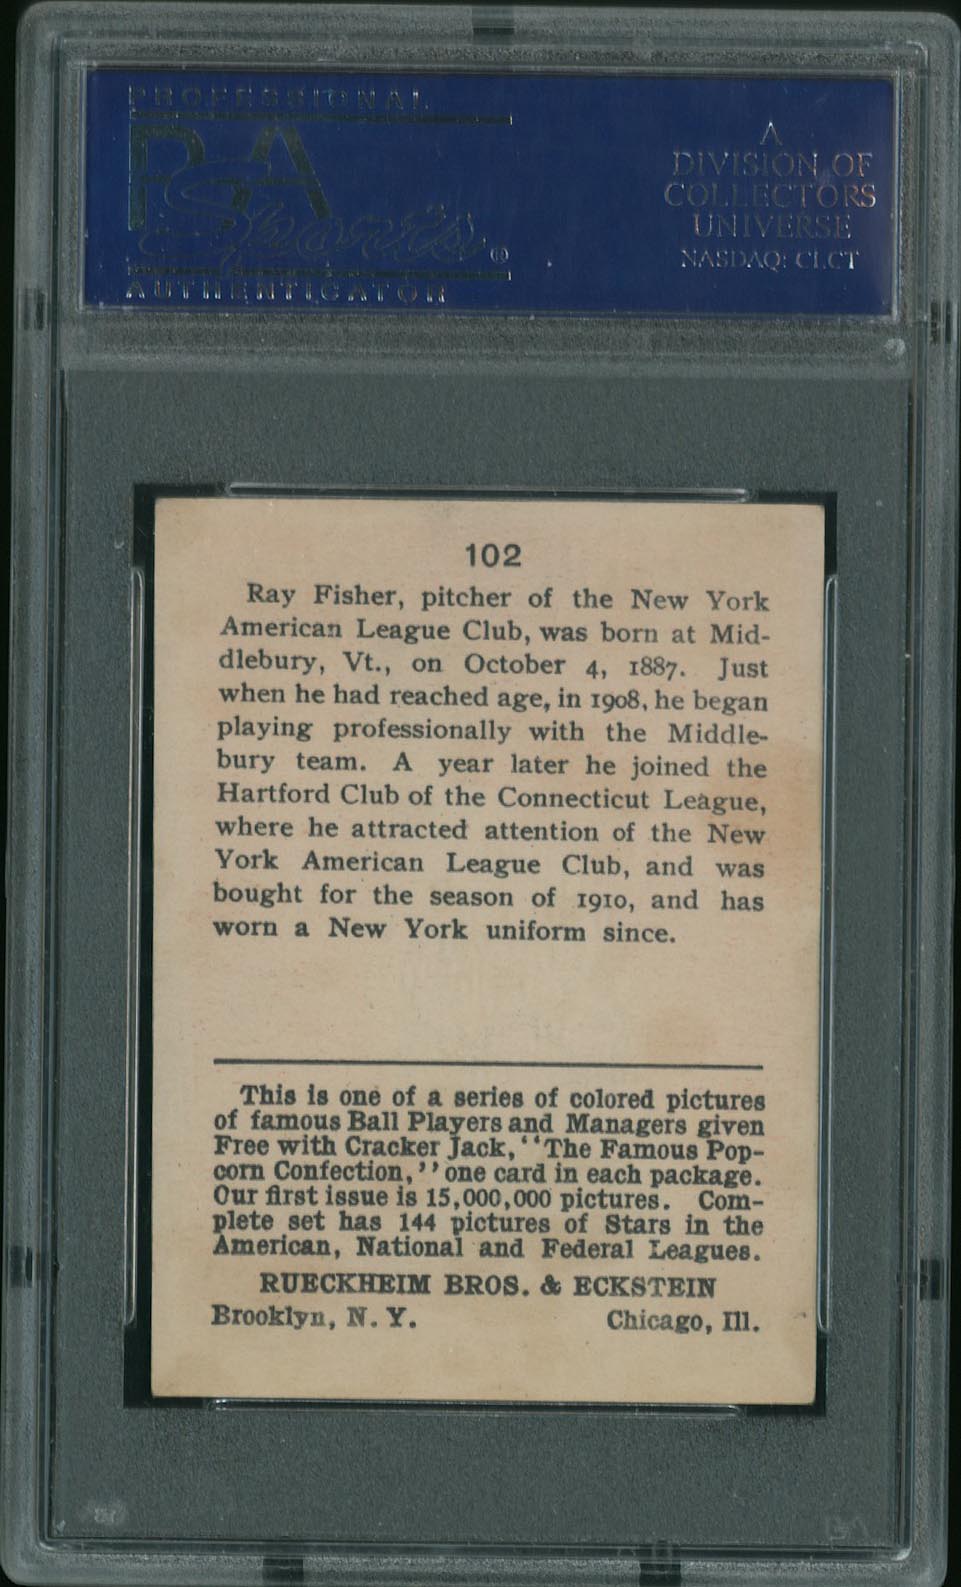 PROFESSIONAL
PSA
Sports
®
AUTHENTICATOR
A
DIVISION OF
COLLECTORS
UNIVERSE
NASDAQ: CLCT
102
Ray Fisher, pitcher of the New York
American League Club, was born at Mid-
dlebury, Vt., on October 4, 1887. Just
when he had reached age, in 1908, he began
playing professionally with the Middle-
bury team. A year later he joined the
Hartford Club of the Connecticut League,
where he attracted attention of the New
York American League Club, and was
bought for the season of 1910, and has
worn a New York uniform since.
This is one of a series of colored pictures
of famous Ball Players and Managers given
Free with Cracker Jack, "The Famous Pop-
corn Confection," one card in each package.
Our first issue is 15,000,000 pictures. Com-
plete set has 144 pictures of Stars in the
American, National and Federal Leagues.
RUECKHEIM BROS. & ECKSTEIN
Brooklyn, N. Y. Chicago, Ill.